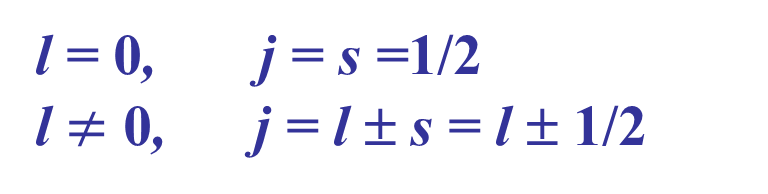 l = 0, j = s =1/2
l ≠ 0, j = l ± s = l ± 1/2